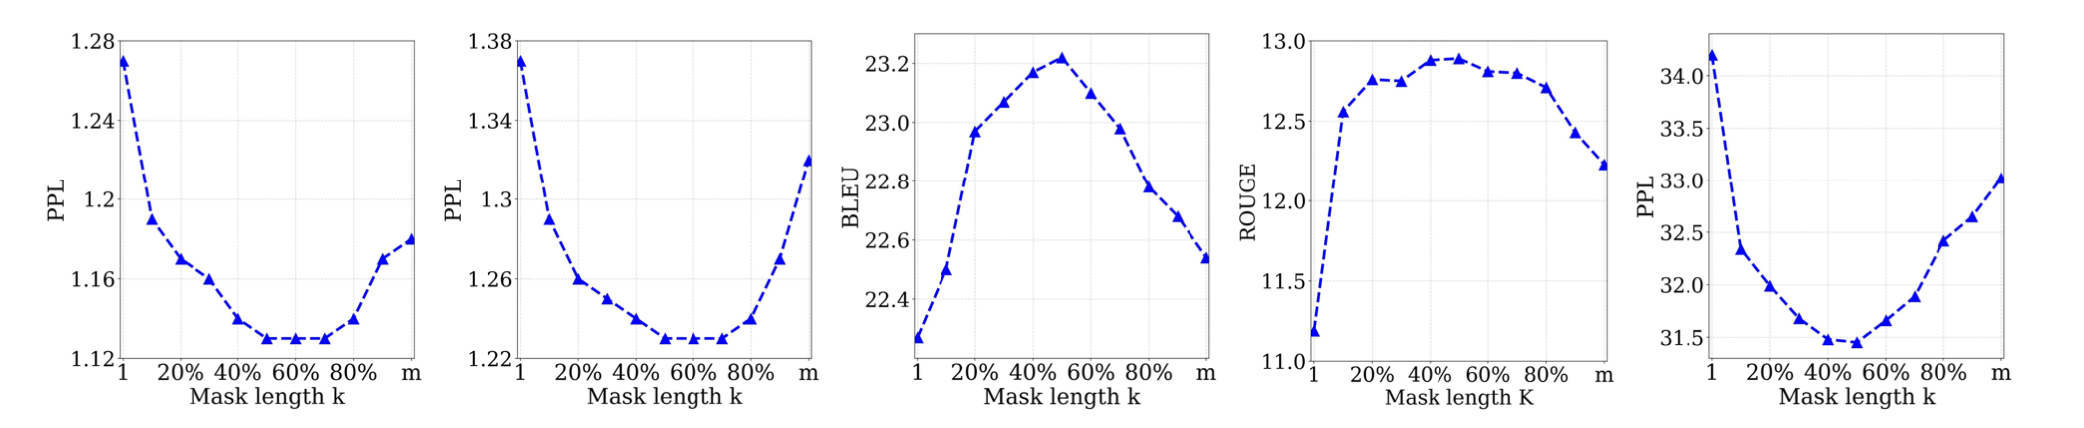 PPL
1.28
1.24
1.2
1.16
1.12
1 20% 40% 60% 80% m
Mask length k
PPL
1.38
1.34
1.3
1.26
1.22
1 20% 40% 60% 80% m
Mask length k
BLEU
23.2
23.0
22.8
22.6
22.4
1 20% 40% 60% 80% m
Mask length k
ROUGE
13.0
12.5
12.0
11.5
11.0
1 20% 40% 60% 80% m
Mask length K
PPL
34.0
33.5
33.0
32.5
32.0
31.5
1 20% 40% 60% 80% m
Mask length k